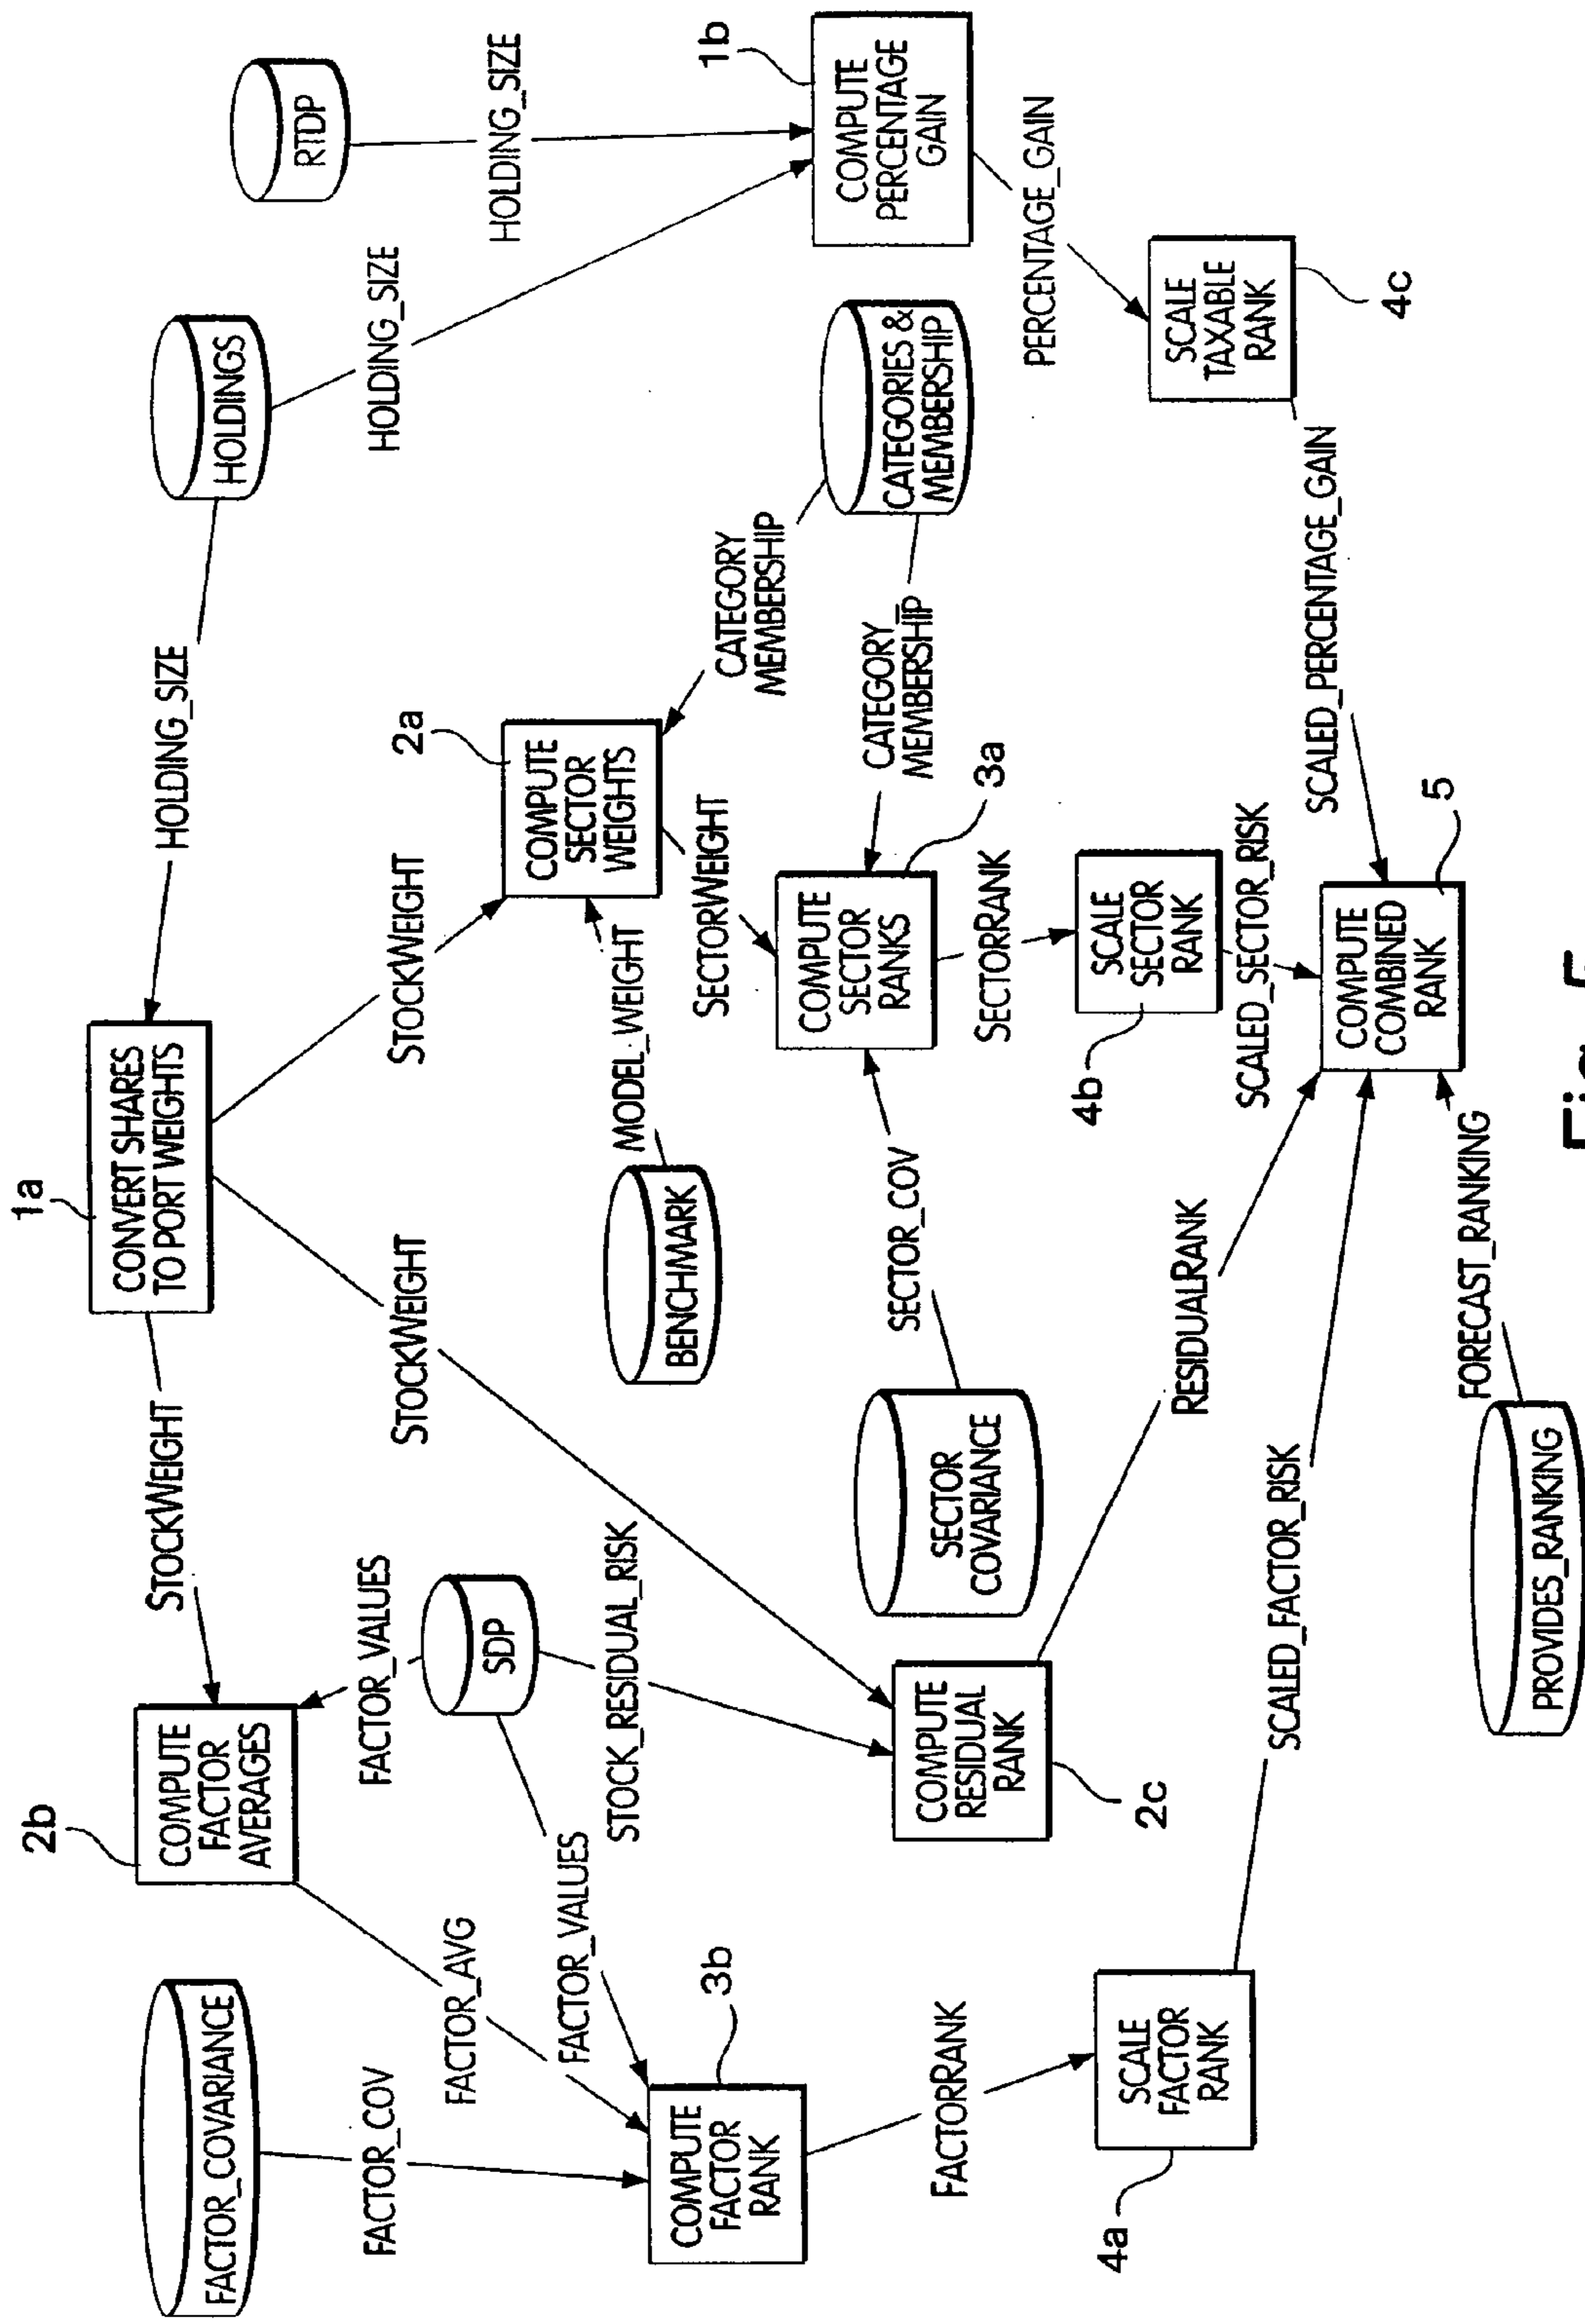 1a
CONVERT SHARES
TO PORT WEIGHTS
HOLDING_SIZE
HOLDINGS
RTDP
HOLDING_SIZE
HOLDING_SIZE
1b
COMPUTE
PERCENTAGE
GAIN
PERCENTAGE_GAIN
SCALE
TAXABLE
RANK
4c
SCALED_PERCENTAGE_GAIN
STOCKWEIGHT
STOCKWEIGHT
STOCKWEIGHT
2b
COMPUTE
FACTOR
AVERAGES
FACTOR_COVARIANCE
FACTOR_COV
FACTOR_AVG
FACTOR_VALUES
SDP
FACTOR_VALUES
STOCK_RESIDUAL_RISK
3b
COMPUTE
FACTOR
RANK
FACTORRANK
4a
SCALE
FACTOR
RANK
SCALED_FACTOR_RISK
COMPUTE
RESIDUAL
RANK
2c
RESIDUALRANK
BENCHMARK
MODEL_WEIGHT
2a
COMPUTE
SECTOR
WEIGHTS
CATEGORY
MEMBERSHIP
CATEGORIES &
MEMBERSHIP
CATEGORY_
MEMBERSHIP
SECTORWEIGHT
COMPUTE
SECTOR
RANKS
3a
SECTOR
COVARIANCE
SECTOR_COV
SECTORRANK
4b
SCALE
SECTOR
RANK
SCALED_SECTOR_RISK
5
COMPUTE
COMBINED
RANK
FORECAST_RANKING
PROVIDES_RANKING